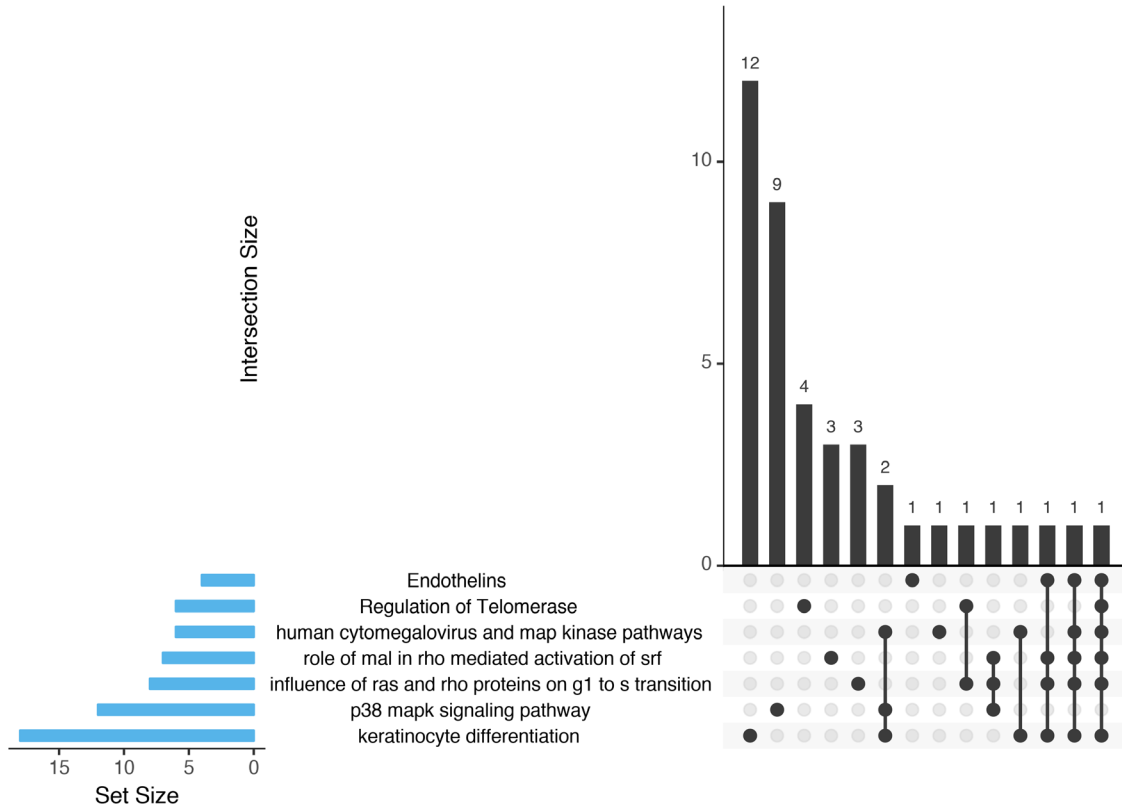 12
10
9
Intersection Size
5
4
3 3
2
1 1 1 1 1 1 1 1
0
Endothelins
Regulation of Telomerase
human cytomegalovirus and map kinase pathways
role of mal in rho mediated activation of srf
influence of ras and rho proteins on g1 to s transition
p38 mapk signaling pathway
keratinocyte differentiation
15 10 5 0
Set Size